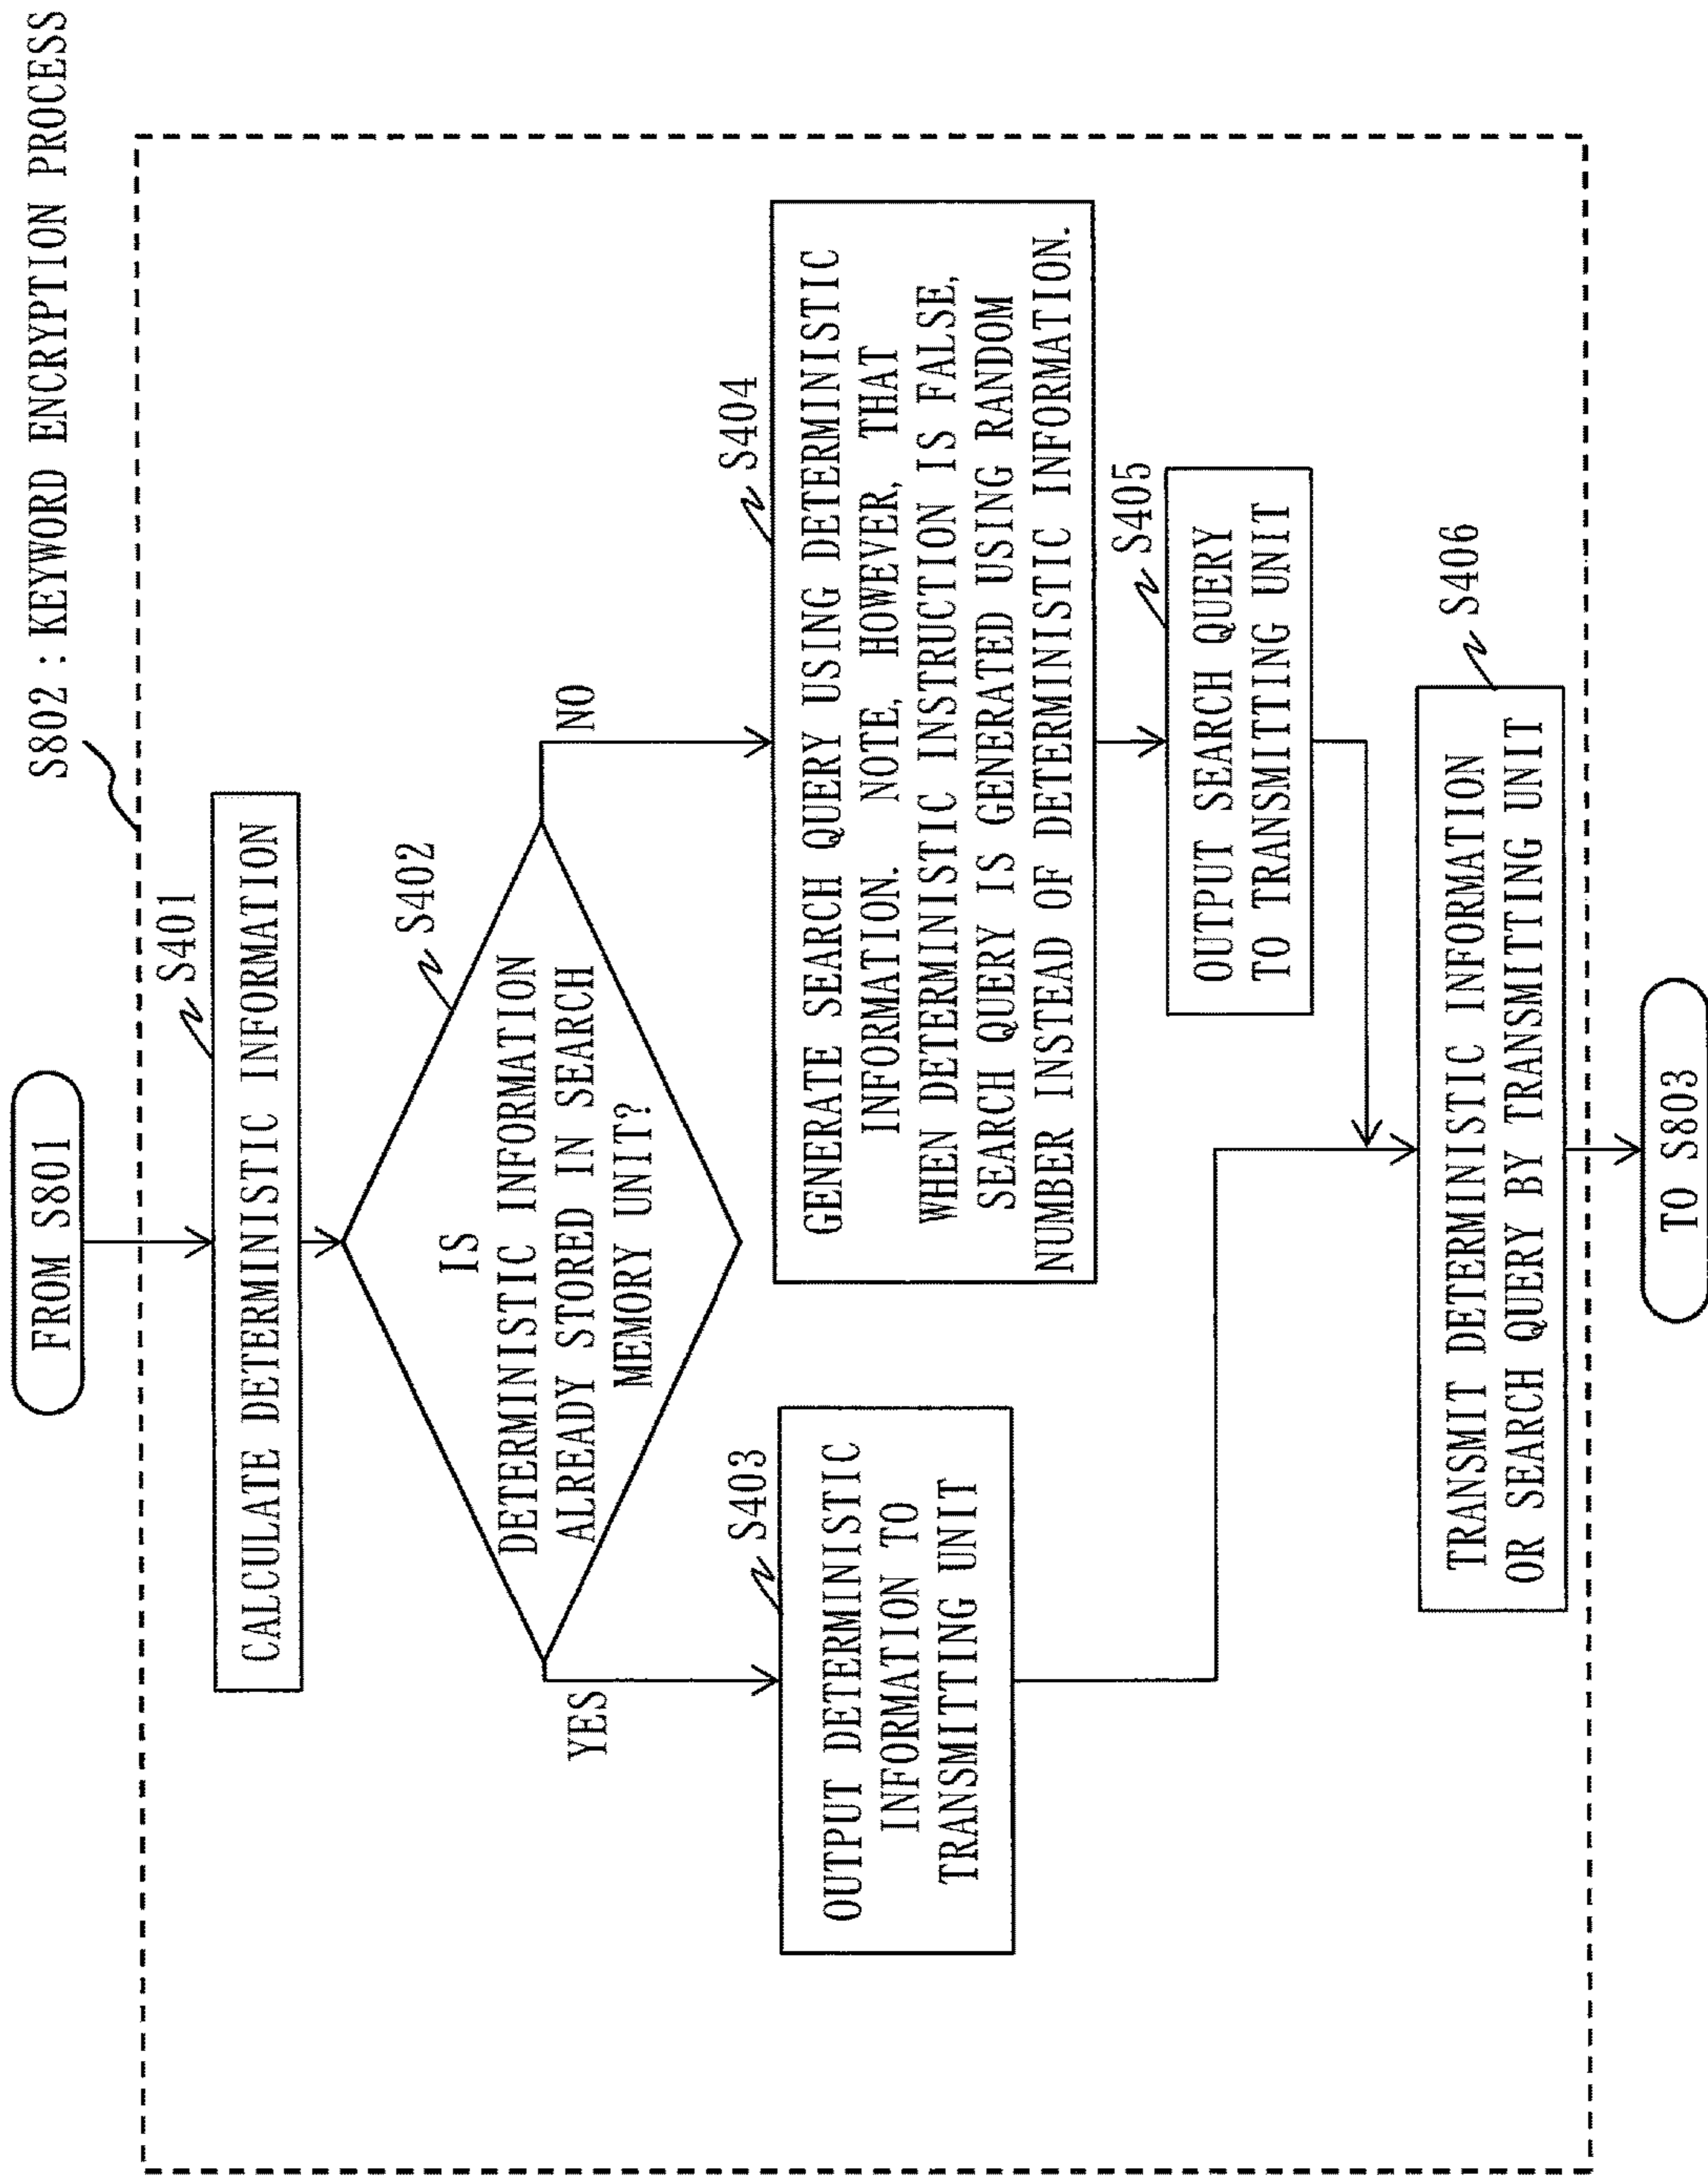 S802 : KEYWORD ENCRYPTION PROCESS
FROM S801
S401
CALCULATE DETERMINISTIC INFORMATION
S402
IS
DETERMINISTIC INFORMATION
ALREADY STORED IN SEARCH
MEMORY UNIT?
YES
NO
S403
OUTPUT DETERMINISTIC
INFORMATION TO
TRANSMITTING UNIT
S404
GENERATE SEARCH QUERY USING DETERMINISTIC
INFORMATION. NOTE, HOWEVER, THAT
WHEN DETERMINISTIC INSTRUCTION IS FALSE,
SEARCH QUERY IS GENERATED USING RANDOM
NUMBER INSTEAD OF DETERMINISTIC INFORMATION.
S405
OUTPUT SEARCH QUERY
TO TRANSMITTING UNIT
S406
TRANSMIT DETERMINISTIC INFORMATION
OR SEARCH QUERY BY TRANSMITTING UNIT
TO S803